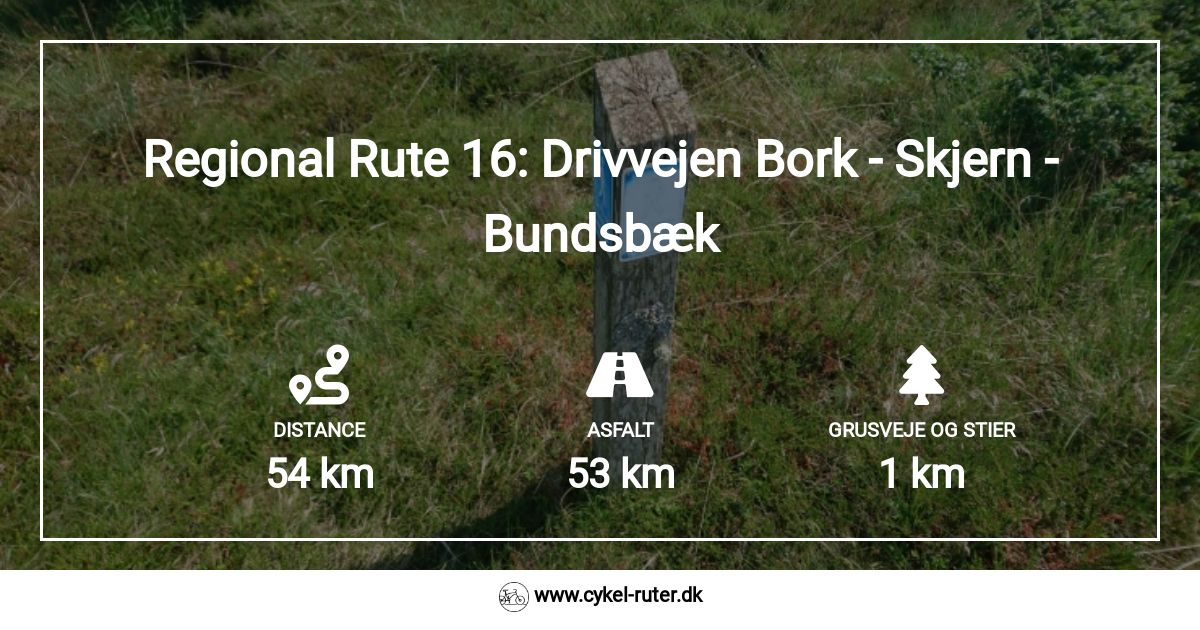 Regional Rute 16: Drivvejen Bork - Skjern -
Bundsbæk
DISTANCE
54 km
ASFALT
53 km
GRUSVEJE OG STIER
1 km
www.cykel-ruter.dk